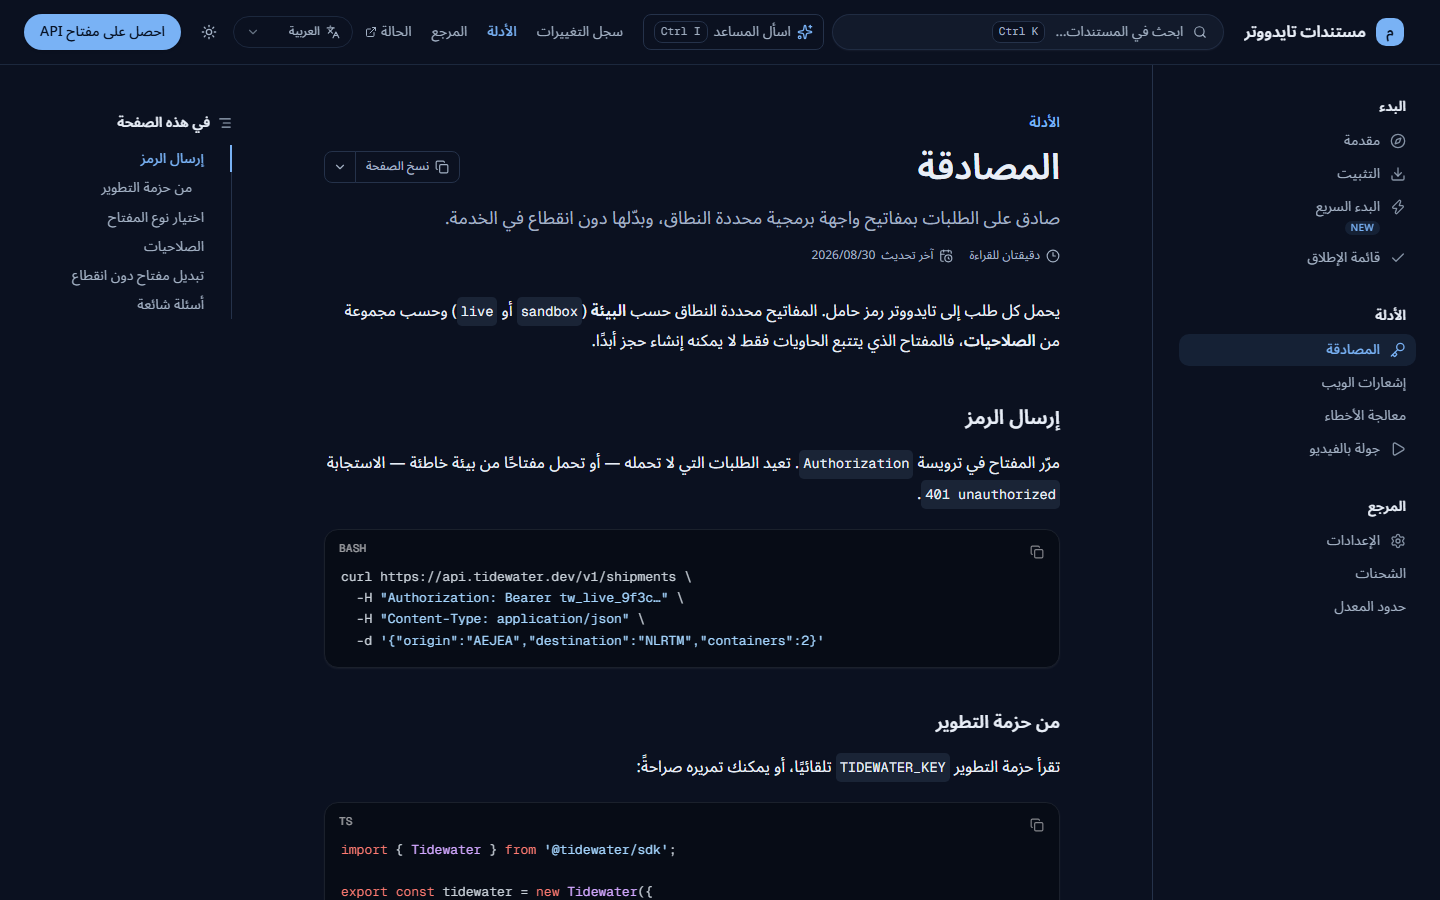 م مستندات تايدووتر
ابحث في المستندات... Ctrl K
اسأل المساعد Ctrl I
سجل التغييرات
الأدلة
المرجع
الحالة
العربية
احصل على مفتاح API
البدء
مقدمة
التثبيت
البدء السريع
NEW
قائمة الإطلاق
الأدلة
المصادقة
إشعارات الويب
معالجة الأخطاء
جولة بالفيديو
المرجع
الإعدادات
الشحنات
حدود المعدل
الأدلة
المصادقة
نسخ الصفحة
صادق على الطلبات بمفاتيح واجهة برمجية محددة النطاق، وبدّلها دون انقطاع في الخدمة.
دقيقتان للقراءة آخر تحديث 2026/08/30
يحمل كل طلب إلى تايدووتر رمز حامل. المفاتيح محددة النطاق حسب البيئة (sandbox أو live) وحسب مجموعة
من الصلاحيات، فالمفتاح الذي يتتبع الحاويات فقط لا يمكنه إنشاء حجز أبدًا.
إرسال الرمز
مرّر المفتاح في ترويسة Authorization. تعيد الطلبات التي لا تحمله — أو تحمل مفتاحًا من بيئة خاطئة — الاستجابة
401 unauthorized.
BASH
curl https://api.tidewater.dev/v1/shipments \
-H "Authorization: Bearer tw_live_9f3c…" \
-H "Content-Type: application/json" \
-d '{"origin":"AEJEA","destination":"NLRTM","containers":2}'
من حزمة التطوير
تقرأ حزمة التطوير TIDEWATER_KEY تلقائيًا، أو يمكنك تمريره صراحةً:
TS
import { Tidewater } from '@tidewater/sdk';
export const tidewater = new Tidewater({
في هذه الصفحة
إرسال الرمز
من حزمة التطوير
اختيار نوع المفتاح
الصلاحيات
تبديل مفتاح دون انقطاع
أسئلة شائعة